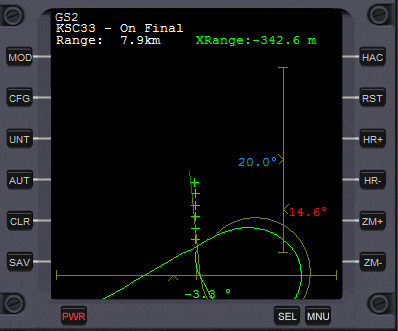 GS2
KSC33 - On Final
Range: 7.9km XRange:-342.6 m
MOD HAC
CFG RST
UNT HR+
20.0°
AUT HR-
14.6°
CLR ZM+
SAV ZM-
-3.3 °
PWR SEL MNU